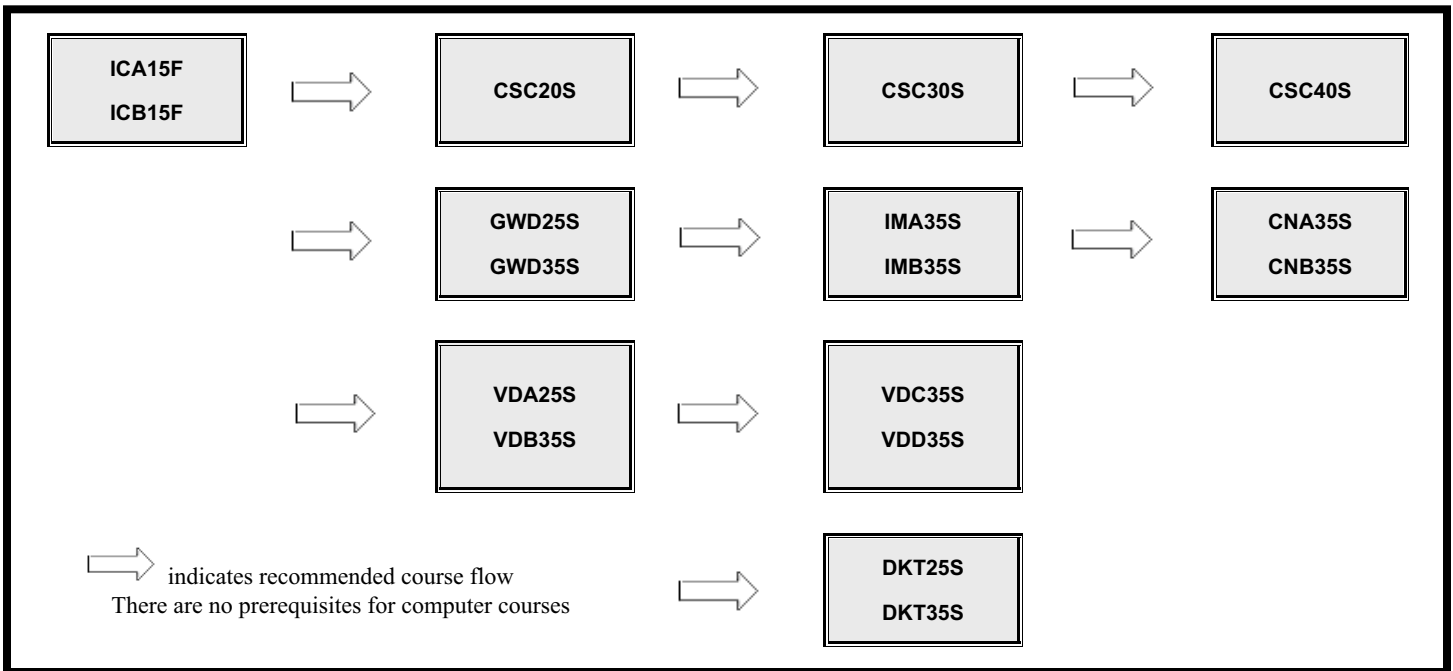 ICA15F
ICB15F
CSC20S
CSC30S
CSC40S
GWD25S
GWD35S
IMA35S
IMB35S
CNA35S
CNB35S
VDA25S
VDB35S
VDC35S
VDD35S
indicates recommended course flow
There are no prerequisites for computer courses
DKT25S
DKT35S